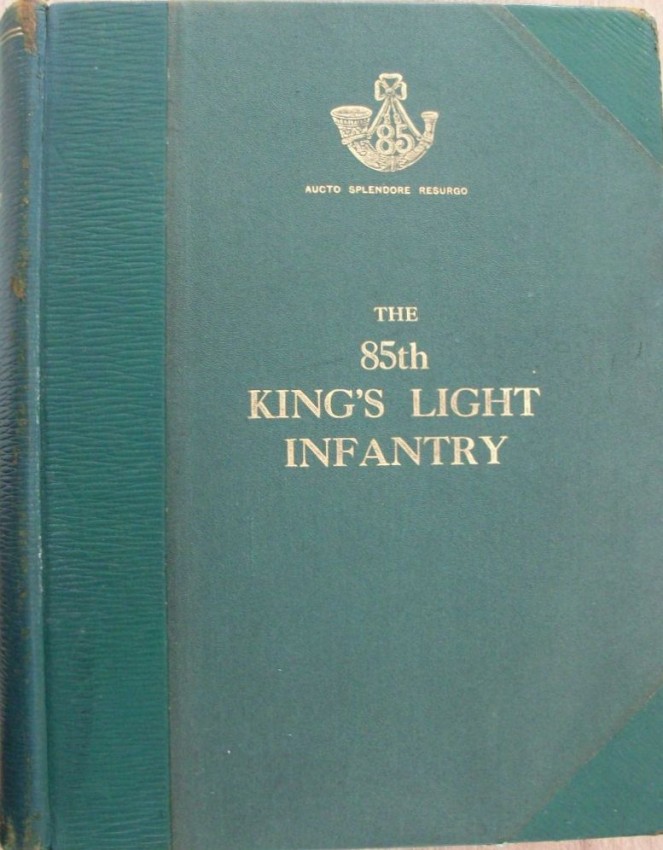 85
AUCTO SPLENDORE RESURGO
THE
85th
KING'S LIGHT
INFANTRY